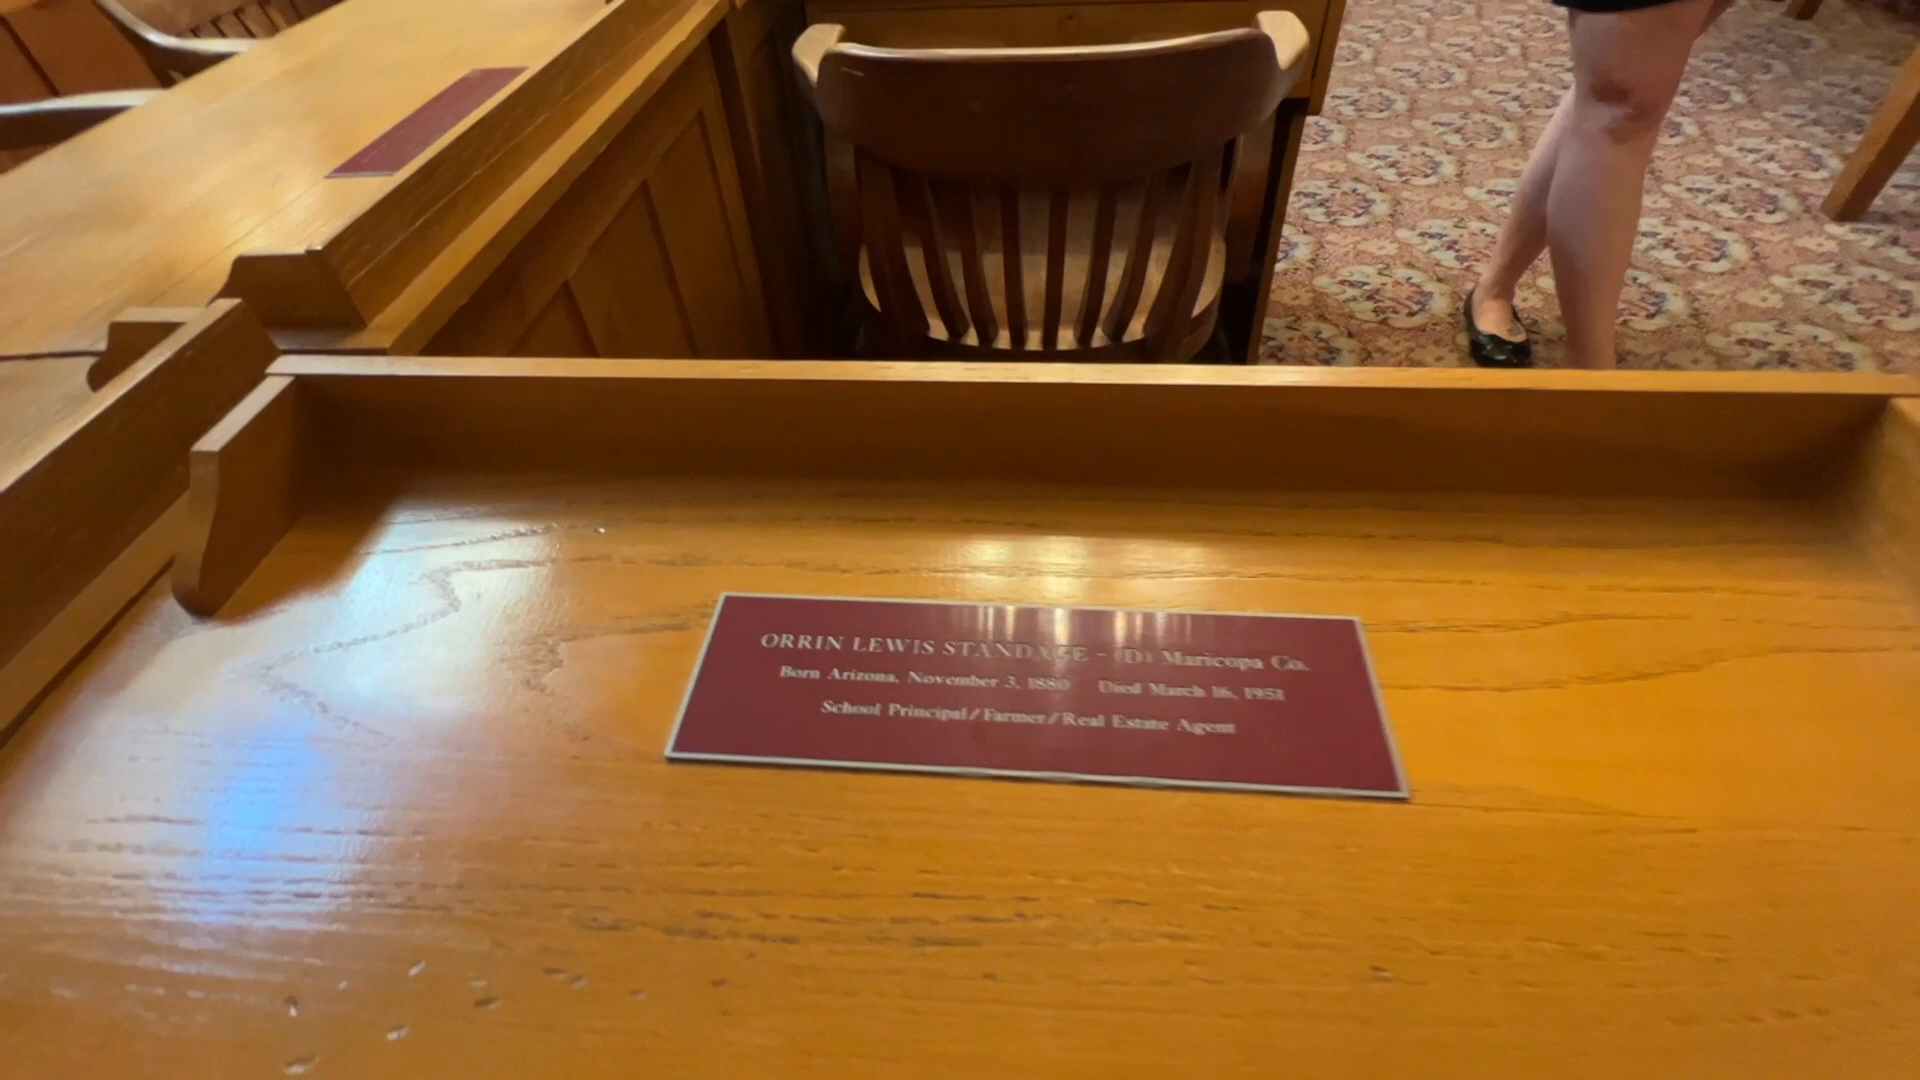 ORRIN LEWIS STANDAGE - (D) Maricopa Co.
Born Arizona, November 3, 1880 Died March 16, 1951
School Principal/Farmer/Real Estate Agent